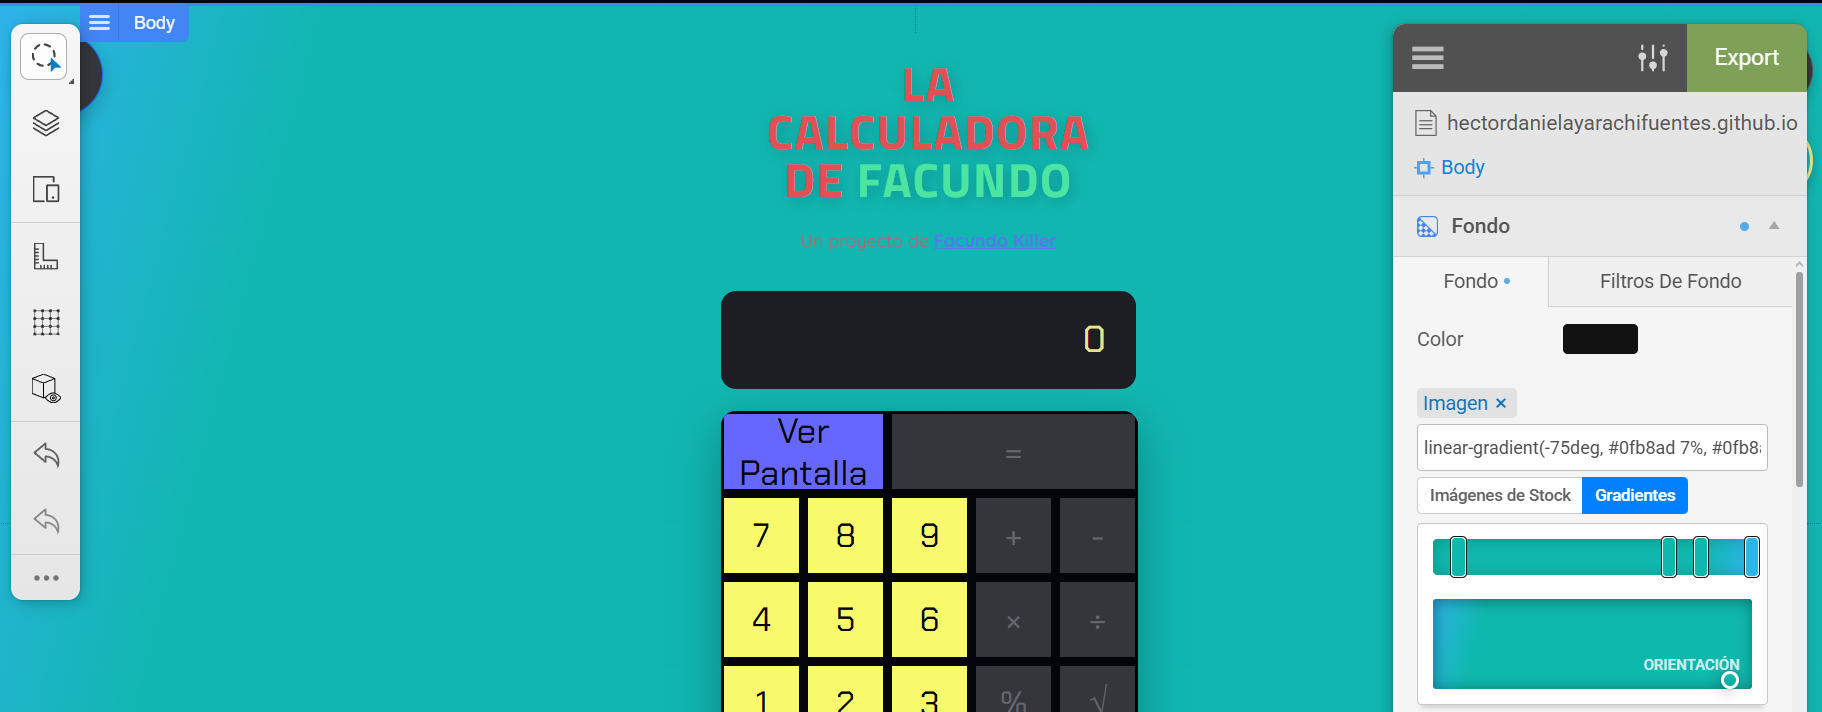 Body
LA
CALCULADORA
DE FACUNDO
Un proyecto de Facundo Killer
0
Ver
Pantalla
=
7 8 9 + -
4 5 6 × ÷
1 2 3 % √
Export
hectordanielayarachifuentes.github.io
Body
Fondo
Fondo
Filtros De Fondo
Color
Imagen ×
linear-gradient(-75deg, #0fb8ad 7%, #0fb8a
Imágenes de Stock
Gradientes
ORIENTACIÓN